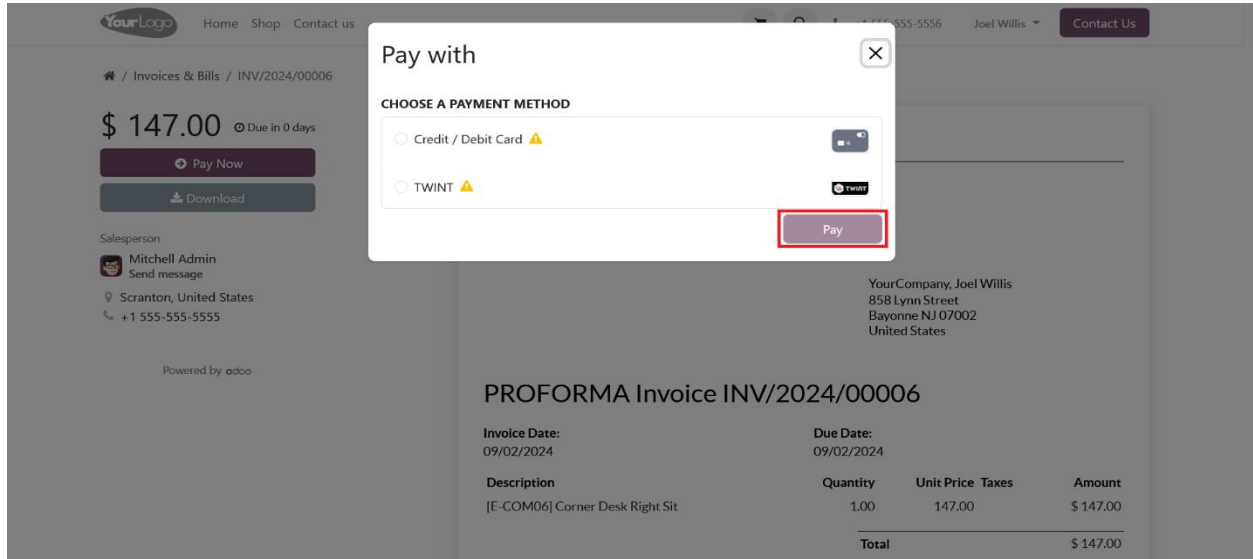 YourLogo Home Shop Contact us 555-5556 Joel Willis Contact Us
/ Invoices & Bills / INV/2024/00006
$ 147.00 Due in 0 days
Pay Now
Download
Salesperson
Mitchell Admin
Send message
Scranton, United States
+1 555-555-5555
Powered by odoo
Pay with
CHOOSE A PAYMENT METHOD
Credit / Debit Card
TWINT TWINT
Pay
YourCompany, Joel Willis
858 Lynn Street
Bayonne NJ 07002
United States
PROFORMA Invoice INV/2024/00006
Invoice Date: Due Date:
09/02/2024 09/02/2024
Description Quantity Unit Price Taxes Amount
[E-COM06] Corner Desk Right Sit 1.00 147.00 $ 147.00
Total $ 147.00